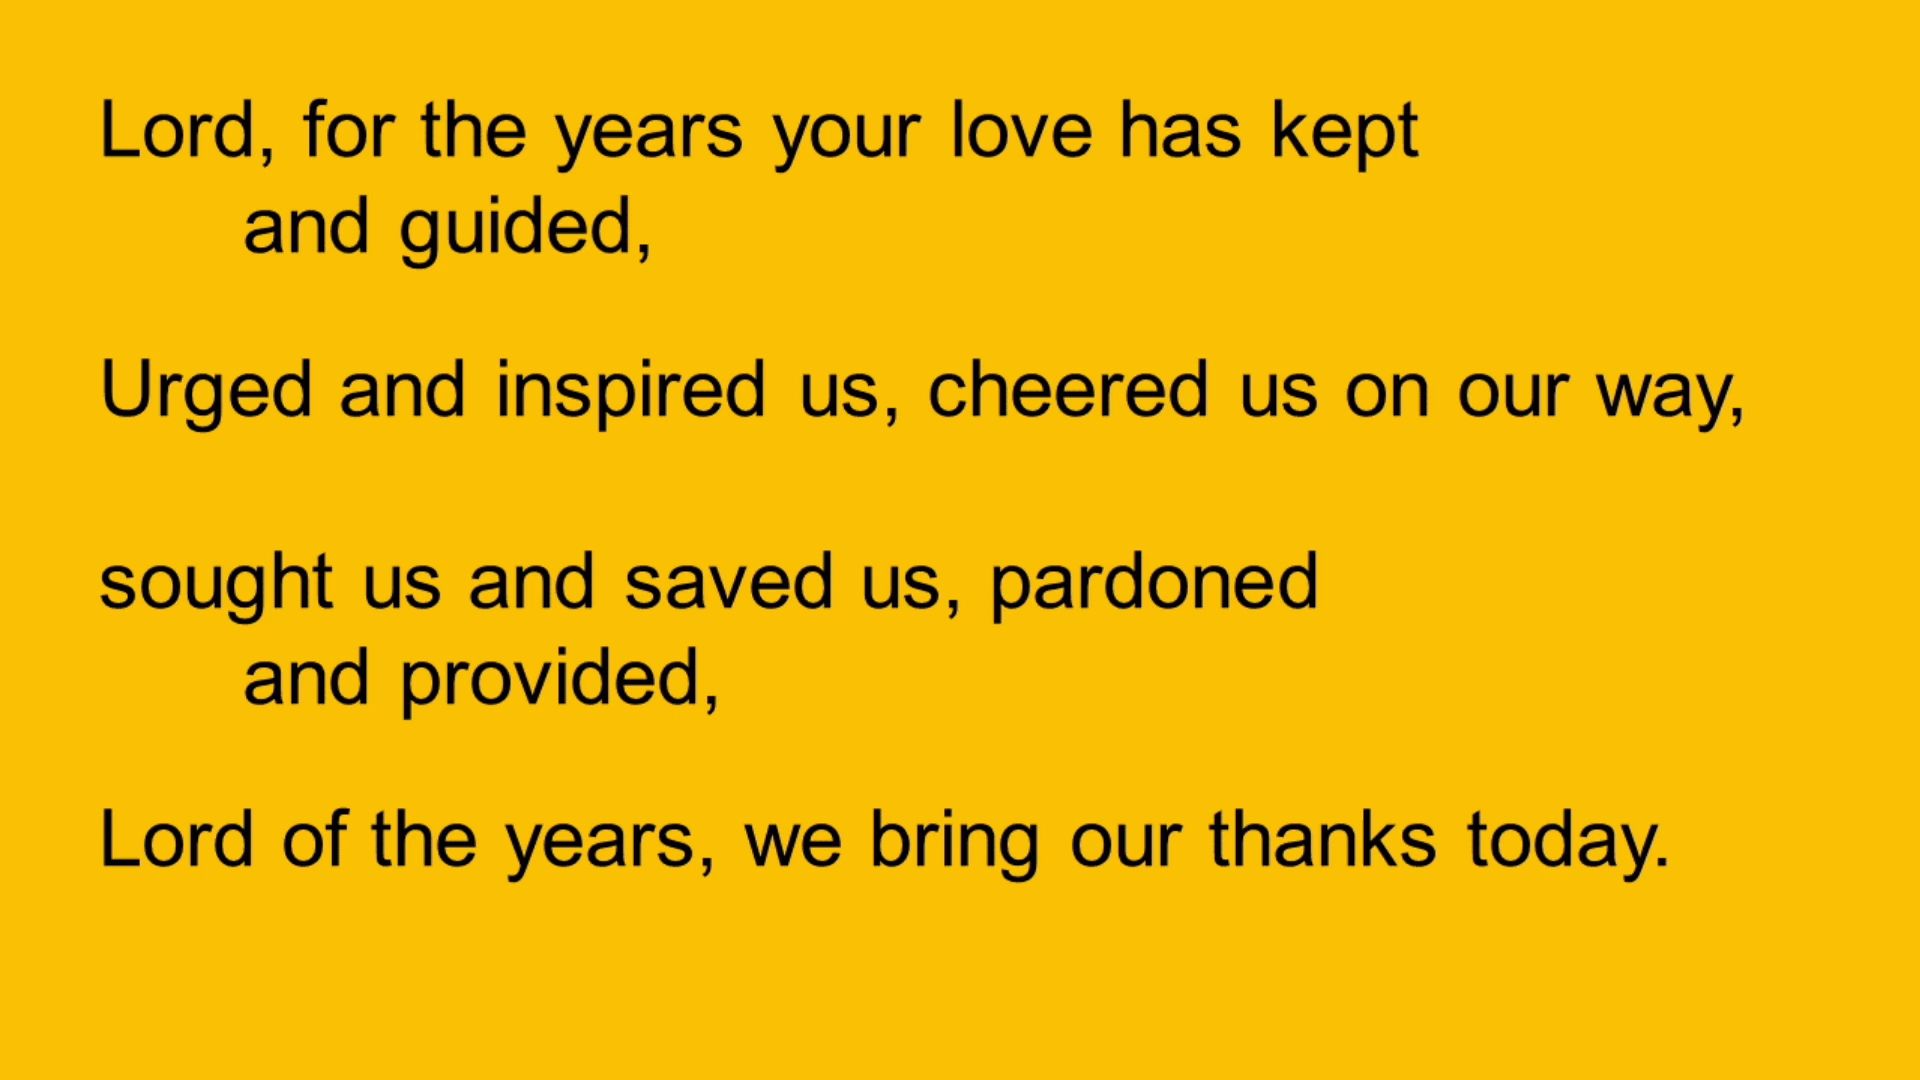 Lord, for the years your love has kept
and guided,
Urged and inspired us, cheered us on our way,
sought us and saved us, pardoned
and provided,
Lord of the years, we bring our thanks today.